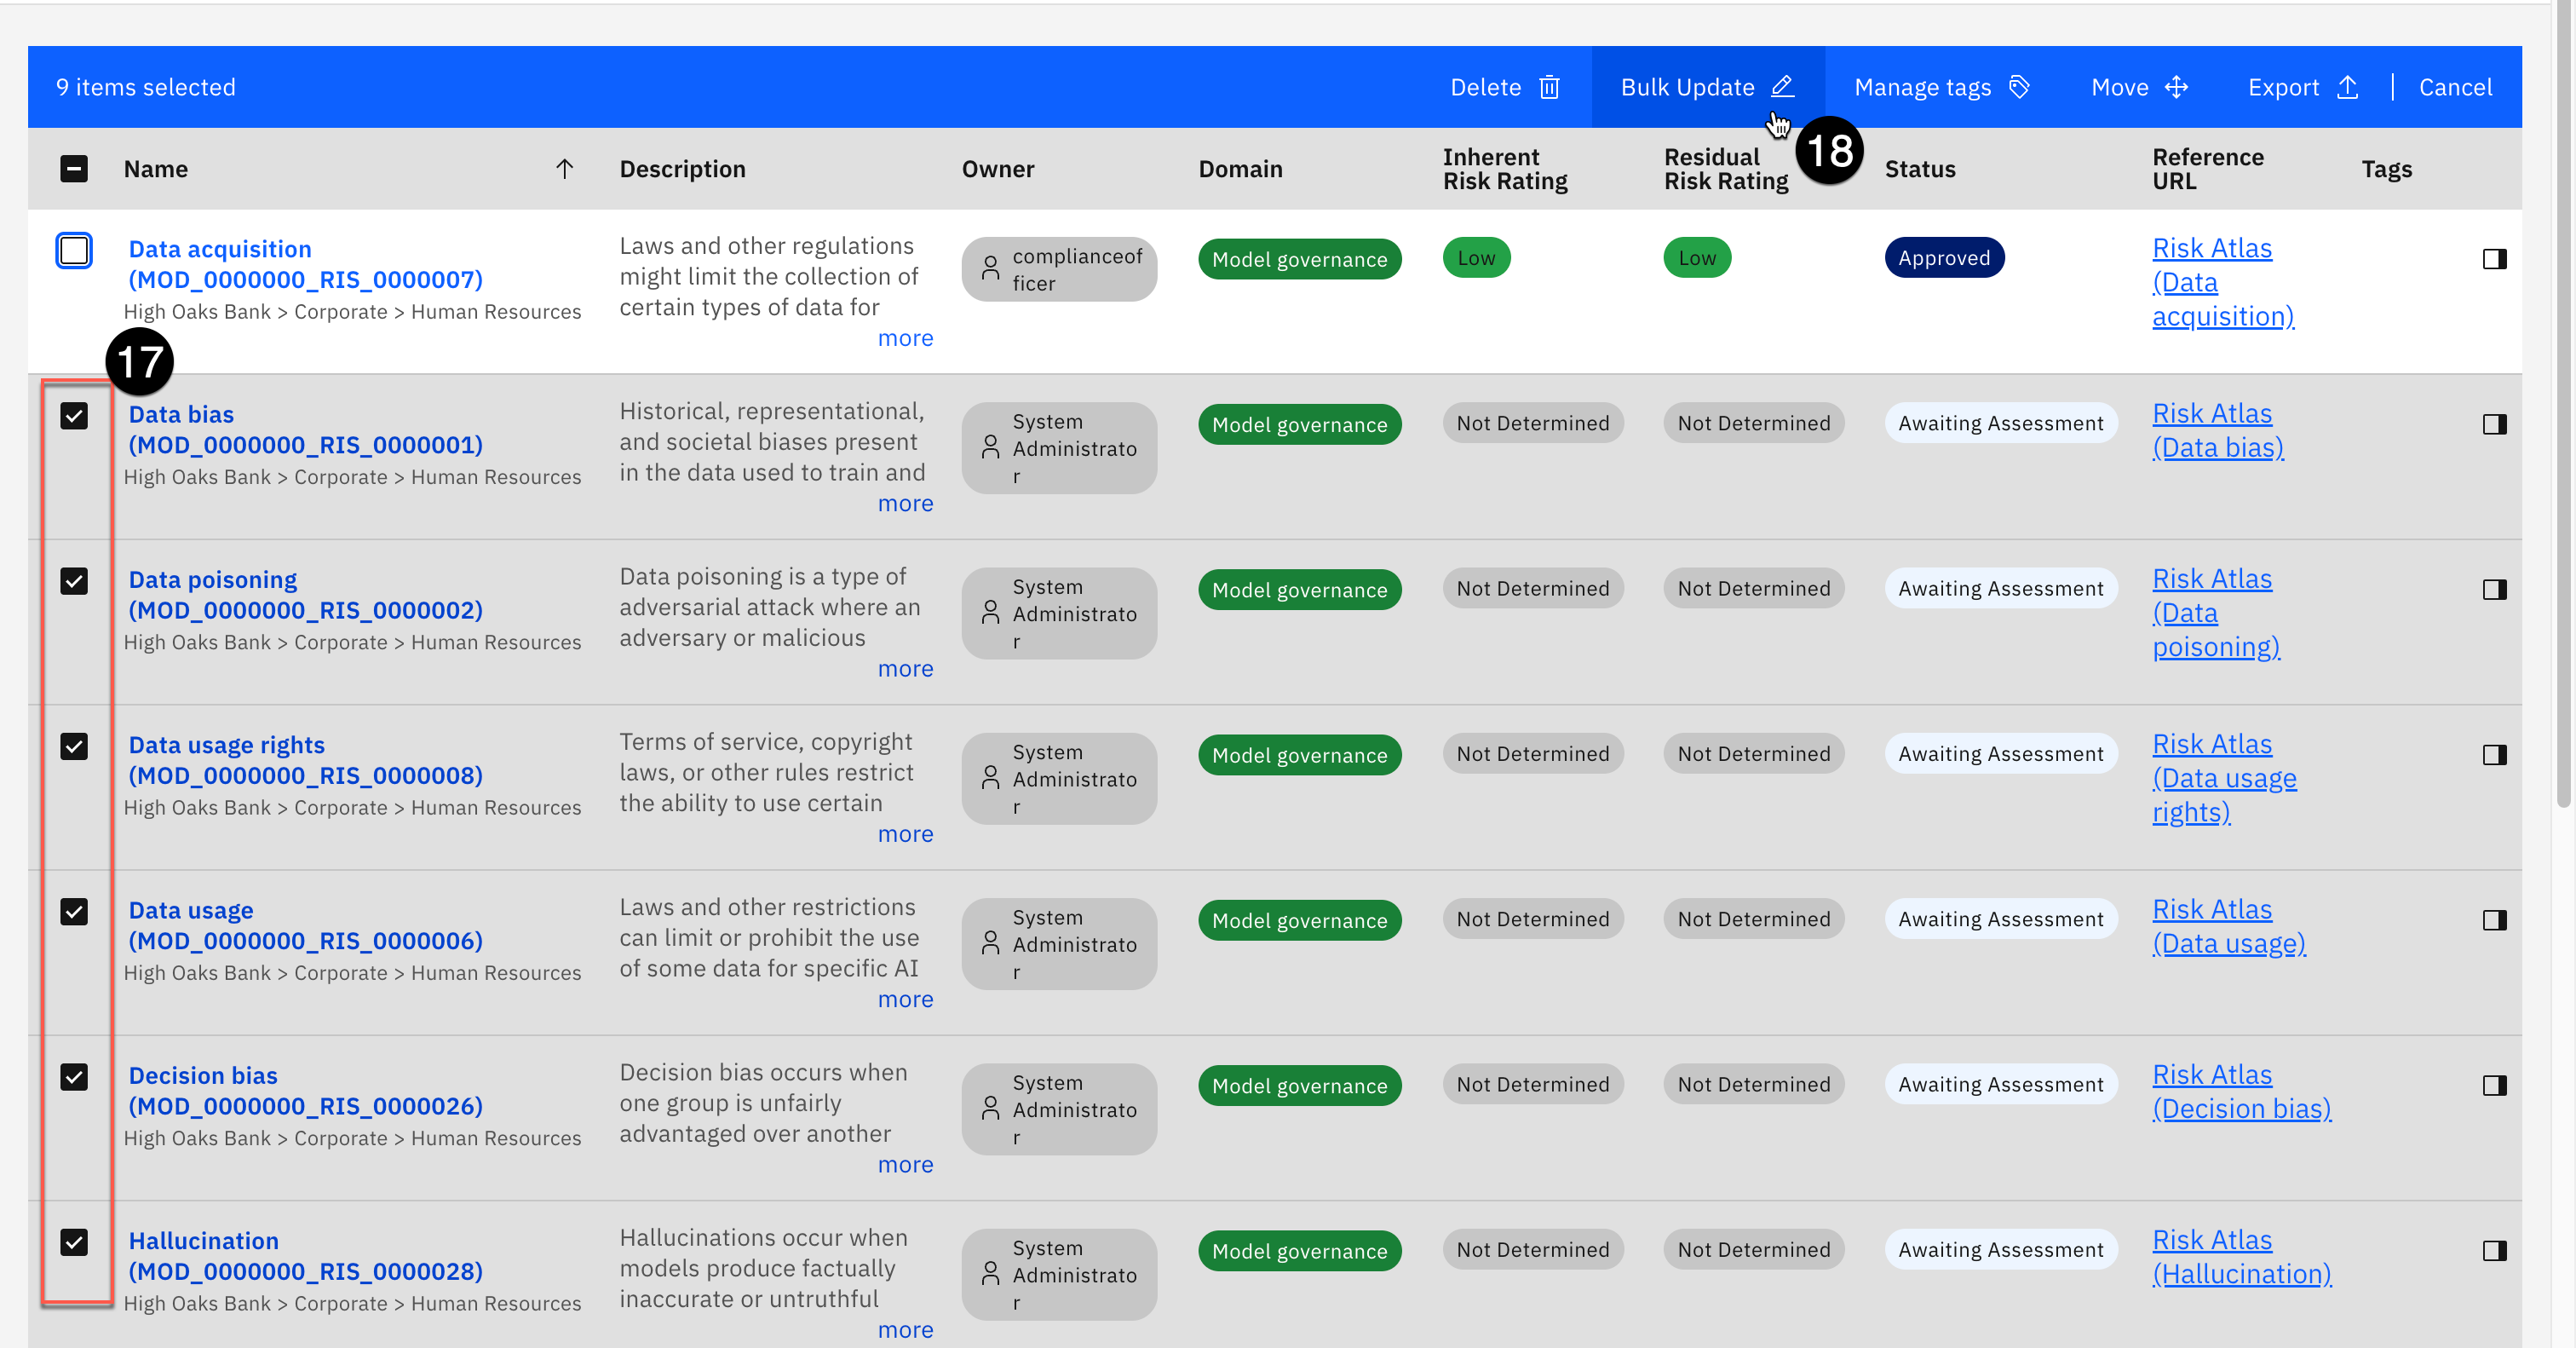 9 items selected
Delete
Bulk Update
Manage tags
Move
Export
Cancel
18
Name
Description
Owner
Domain
Inherent
Risk Rating
Residual
Risk Rating
Status
Reference
URL
Tags
Data acquisition
(MOD_0000000_RIS_0000007)
High Oaks Bank > Corporate > Human Resources
Laws and other regulations
might limit the collection of
certain types of data for
more
complianceof
ficer
Model governance
Low
Low
Approved
Risk Atlas
(Data
acquisition)
17
Data bias
(MOD_0000000_RIS_0000001)
High Oaks Bank > Corporate > Human Resources
Historical, representational,
and societal biases present
in the data used to train and
more
System
Administrato
r
Model governance
Not Determined
Not Determined
Awaiting Assessment
Risk Atlas
(Data bias)
Data poisoning
(MOD_0000000_RIS_0000002)
High Oaks Bank > Corporate > Human Resources
Data poisoning is a type of
adversarial attack where an
adversary or malicious
more
System
Administrato
r
Model governance
Not Determined
Not Determined
Awaiting Assessment
Risk Atlas
(Data
poisoning)
Data usage rights
(MOD_0000000_RIS_0000008)
High Oaks Bank > Corporate > Human Resources
Terms of service, copyright
laws, or other rules restrict
the ability to use certain
more
System
Administrato
r
Model governance
Not Determined
Not Determined
Awaiting Assessment
Risk Atlas
(Data usage
rights)
Data usage
(MOD_0000000_RIS_0000006)
High Oaks Bank > Corporate > Human Resources
Laws and other restrictions
can limit or prohibit the use
of some data for specific AI
more
System
Administrato
r
Model governance
Not Determined
Not Determined
Awaiting Assessment
Risk Atlas
(Data usage)
Decision bias
(MOD_0000000_RIS_0000026)
High Oaks Bank > Corporate > Human Resources
Decision bias occurs when
one group is unfairly
advantaged over another
more
System
Administrato
r
Model governance
Not Determined
Not Determined
Awaiting Assessment
Risk Atlas
(Decision bias)
Hallucination
(MOD_0000000_RIS_0000028)
High Oaks Bank > Corporate > Human Resources
Hallucinations occur when
models produce factually
inaccurate or untruthful
more
System
Administrato
r
Model governance
Not Determined
Not Determined
Awaiting Assessment
Risk Atlas
(Hallucination)